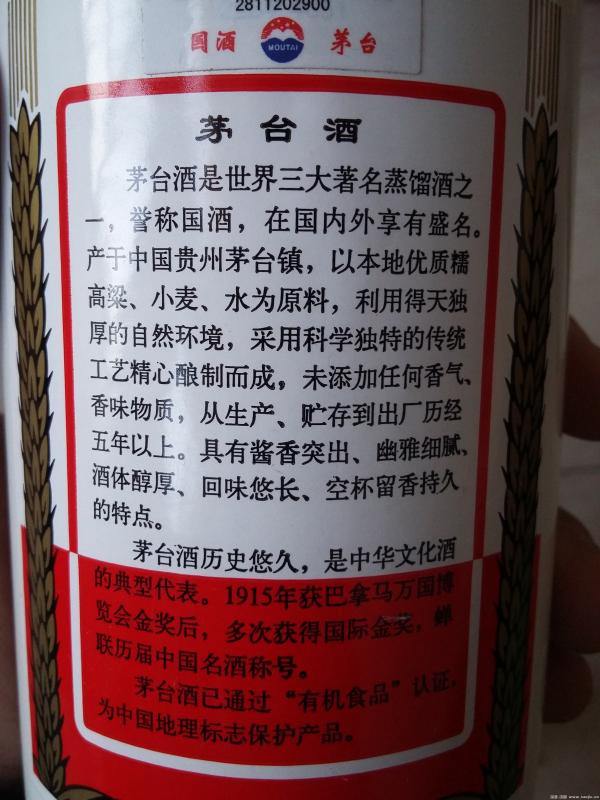 2811202900
国酒 MOUTAI 茅台
茅台酒
茅台酒是世界三大著名蒸馏酒之
一，誉称国酒，在国内外享有盛名。
产于中国贵州茅台镇，以本地优质糯
高粱、小麦、水为原料，利用得天独
厚的自然环境，采用科学独特的传统
工艺精心酿制而成，未添加任何香气、
香味物质，从生产、贮存到出厂历经
五年以上。具有酱香突出、幽雅细腻、
酒体醇厚、回味悠长、空杯留香持久
的特点。
茅台酒历史悠久，是中华文化酒
的典型代表。1915年获巴拿马万国博
览会金奖后，多次获得国际金奖，蝉
联历届中国名酒称号。
茅台酒已通过“有机食品”认证，
为中国地理标志保护产品。